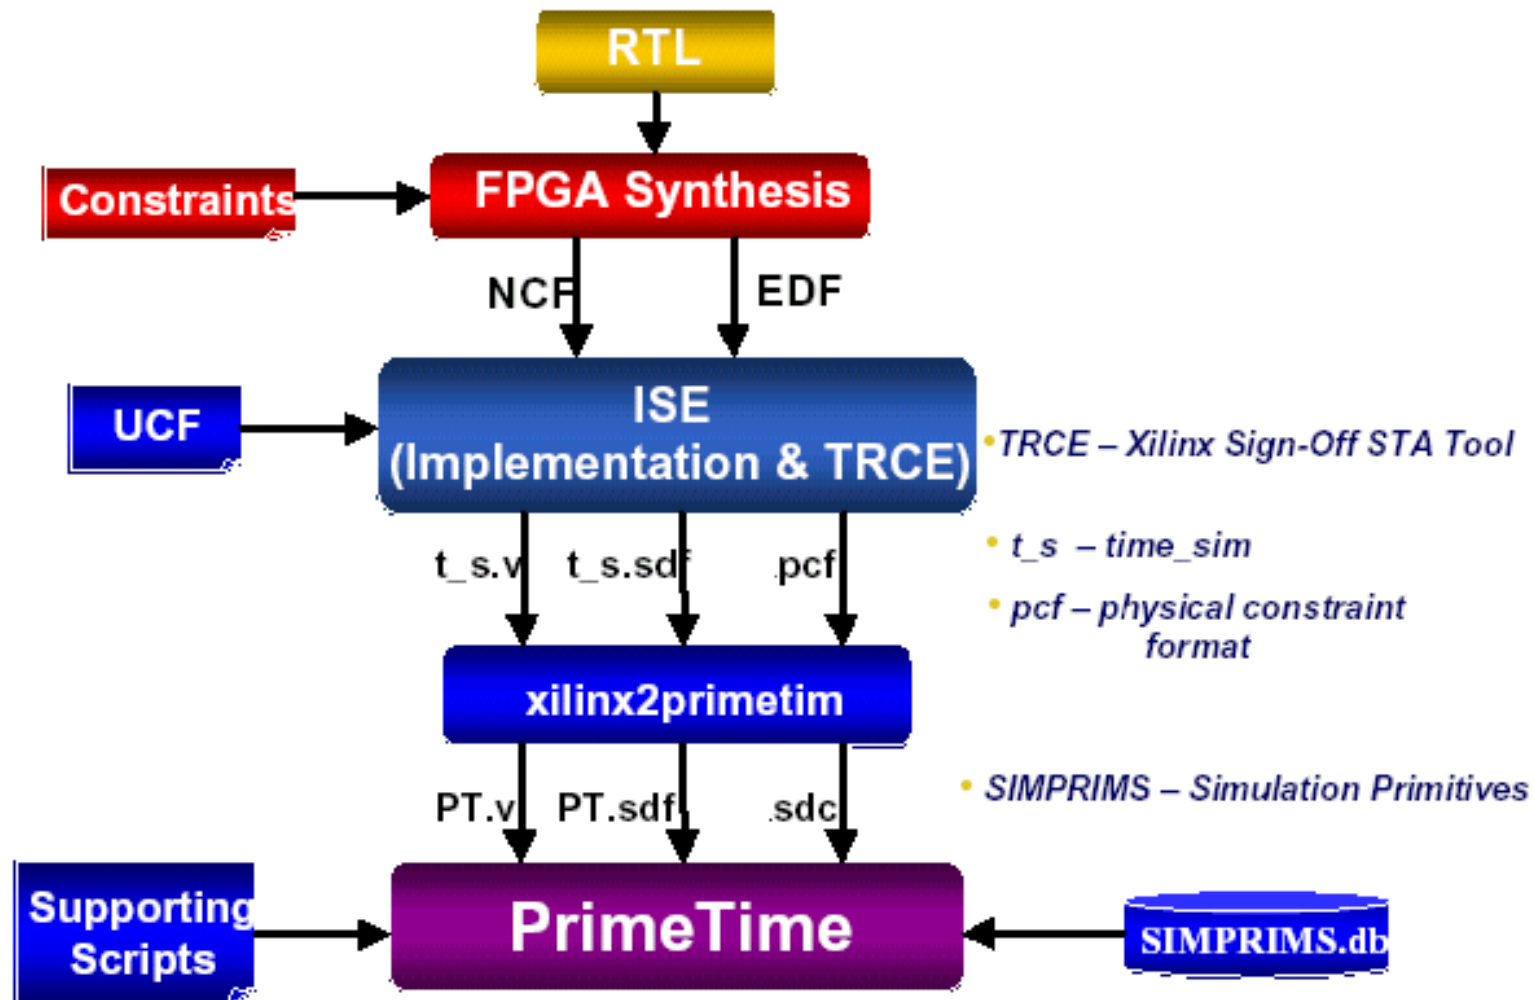 RTL
Constraints
FPGA Synthesis
NCF
EDF
UCF
ISE
(Implementation & TRCE)
•TRCE – Xilinx Sign-Off STA Tool
t_s.v
t_s.sdf
.pcf
• t_s – time_sim
• pcf – physical constraint
format
xilinx2primetim
PT.v
PT.sdf
.sdc
• SIMPRIMS – Simulation Primitives
Supporting
Scripts
PrimeTime
SIMPRIMS.db